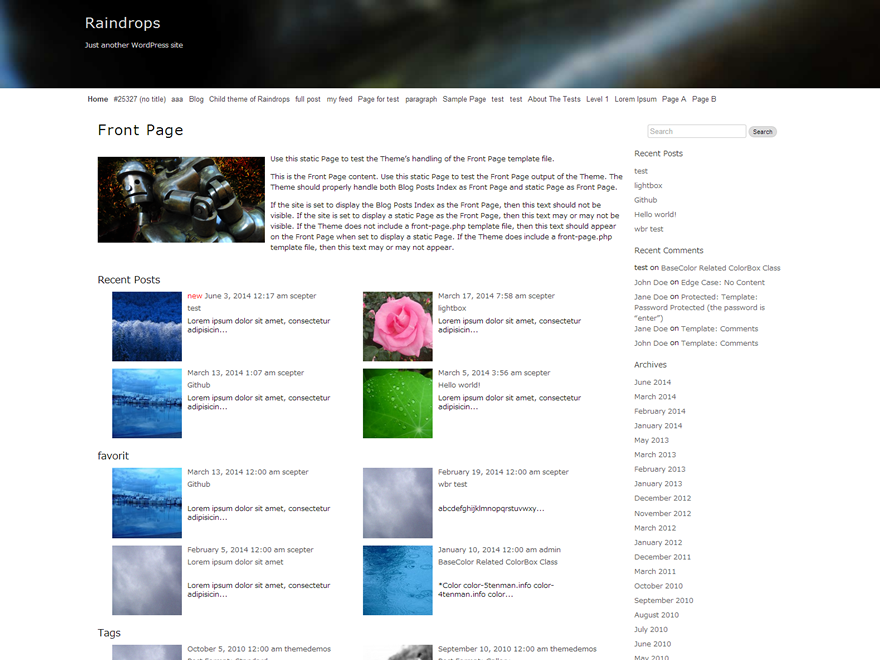 Raindrops
Just another WordPress site
Home #25327 (no title) aaa Blog Child theme of Raindrops full post my feed Page for test paragraph Sample Page test test About The Tests Level 1 Lorem Ipsum Page A Page B
Front Page
Use this static Page to test the Theme's handling of the Front Page template file.
This is the Front Page content. Use this static Page to test the Front Page output of the Theme. The
Theme should properly handle both Blog Posts Index as Front Page and static Page as Front Page.
If the site is set to display the Blog Posts Index as the Front Page, then this text should not be
visible. If the site is set to display a static Page as the Front Page, then this text may or may not be
visible. If the Theme does not include a front-page.php template file, then this text should appear
on the Front Page when set to display a static Page. If the Theme does include a front-page.php
template file, then this text may or may not appear.
Recent Posts
new June 3, 2014 12:17 am scepter
test
Lorem ipsum dolor sit amet, consectetur
adipisicin...
March 17, 2014 7:58 am scepter
lightbox
Lorem ipsum dolor sit amet, consectetur
adipisicin...
March 13, 2014 1:07 am scepter
Github
Lorem ipsum dolor sit amet, consectetur
adipisicin...
March 5, 2014 3:56 am scepter
Hello world!
Lorem ipsum dolor sit amet, consectetur
adipisicin...
favorit
March 13, 2014 12:00 am scepter
Github
Lorem ipsum dolor sit amet, consectetur
adipisicin...
February 19, 2014 12:00 am scepter
wbr test
abcdefghijklmnopqrstuvwxy...
February 5, 2014 12:00 am scepter
Lorem ipsum dolor sit amet
Lorem ipsum dolor sit amet, consectetur
adipisicin...
January 10, 2014 12:00 am admin
BaseColor Related ColorBox Class
*Color color-5tenman.info color-
4tenman.info color...
Tags
October 5, 2010 12:00 am themedemos
September 10, 2010 12:00 am themedemos
Search Search
Recent Posts
test
lightbox
Github
Hello world!
wbr test
Recent Comments
test on BaseColor Related ColorBox Class
John Doe on Edge Case: No Content
Jane Doe on Protected: Template:
Password Protected (the password is
"enter")
Jane Doe on Template: Comments
John Doe on Template: Comments
Archives
June 2014
March 2014
February 2014
January 2014
May 2013
March 2013
February 2013
January 2013
December 2012
November 2012
March 2012
January 2012
December 2011
March 2011
October 2010
September 2010
August 2010
July 2010
June 2010
May 2010